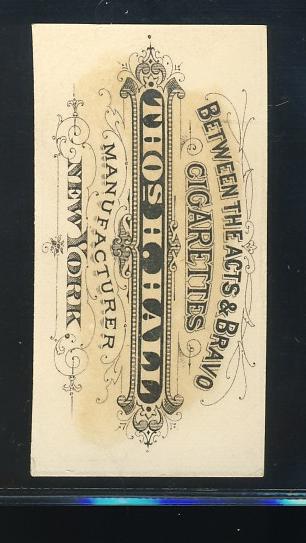 BETWEEN THE ACTS & BRAVO
CIGARETTES
THOS. H. HALL
MANUFACTURER
NEW YORK.